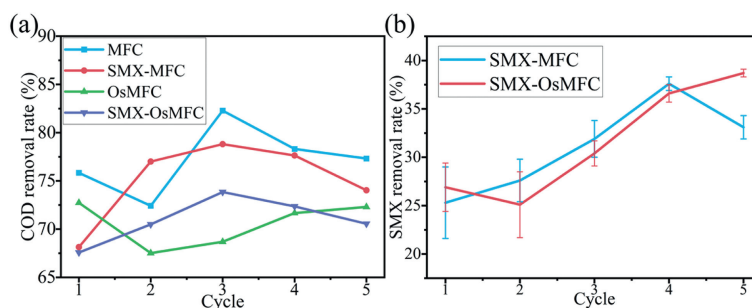 (a)
90
85
80
75
70
65
COD removal rate (%)
MFC
SMX-MFC
OsMFC
SMX-OsMFC
1 2 3 4 5
Cycle
(b)
40
35
30
25
20
SMX removal rate (%)
SMX-MFC
SMX-OsMFC
1 2 3 4 5
Cycle